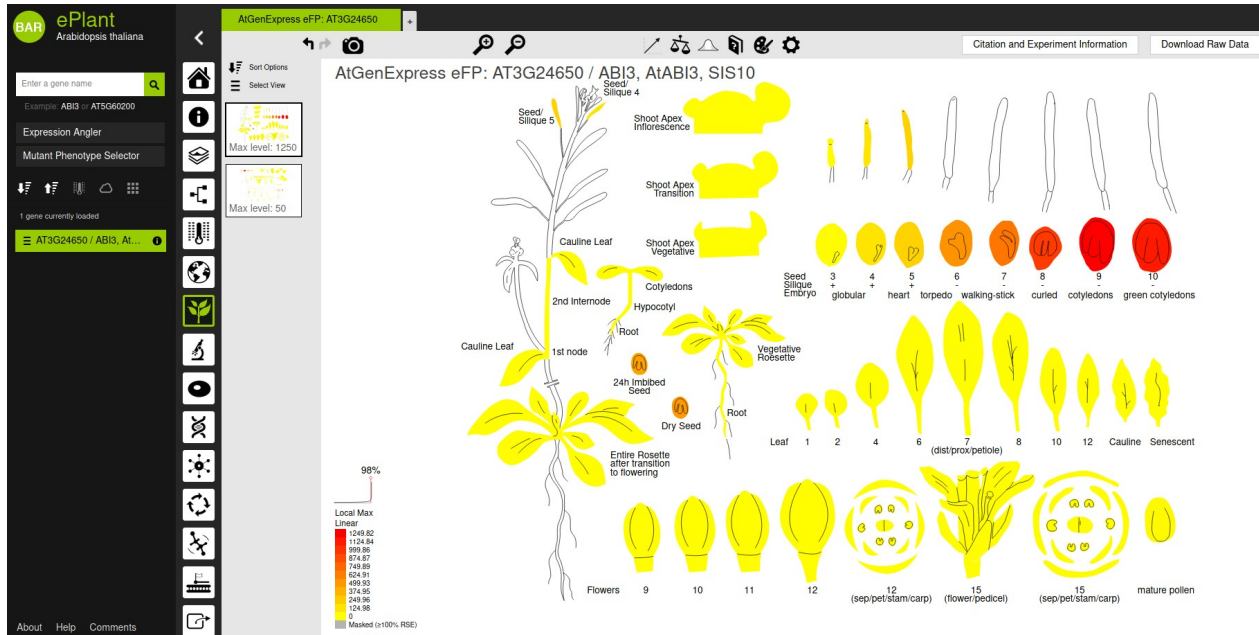 BAR
ePlant
Arabidopsis thaliana
AtGenExpress eFP: AT3G24650
+
Citation and Experiment Information
Download Raw Data
Enter a gene name
Example: ABI3 or AT5G60200
Expression Angler
Mutant Phenotype Selector
1 gene currently loaded
AT3G24650 / ABI3, At...
Sort Options
Select View
Max level: 1250
Max level: 50
AtGenExpress eFP: AT3G24650 / ABI3, AtABI3, SIS10
Seed/
Silique 4
Seed/
Silique 5
Shoot Apex
Inflorescence
Shoot Apex
Transition
Shoot Apex
Vegetative
Cauline Leaf
2nd Internode
Cauline Leaf
1st node
Cotyledons
Hypocotyl
Root
24h Imbibed
Seed
Dry Seed
Vegetative
Roesette
Root
Entire Rosette
after transition
to flowering
Seed 3 4 5 6 7 8 9 10
Silique + + + - - - - -
Embryo globular heart torpedo walking-stick curled cotyledons green cotyledons
Leaf 1 2 4 6 7 8 10 12 Cauline Senescent
(dist/prox/petiole)
Flowers 9 10 11 12 12 15 15 mature pollen
(sep/pet/stam/carp) (flower/pedicel) (sep/pet/stam/carp)
98%
Local Max
Linear
1249.82
1124.84
999.86
874.87
749.89
624.91
499.93
374.95
249.96
124.98
0
Masked (≥100% RSE)
About Help Comments